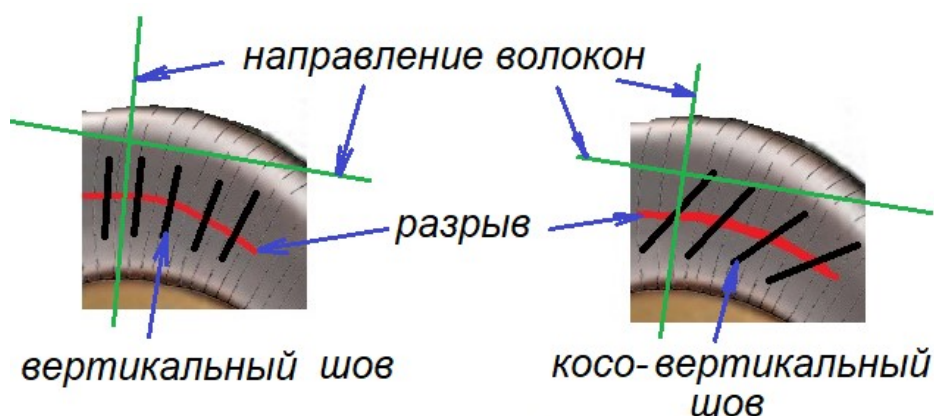 направление волокон
разрыв
вертикальный шов
косо-вертикальный
шов